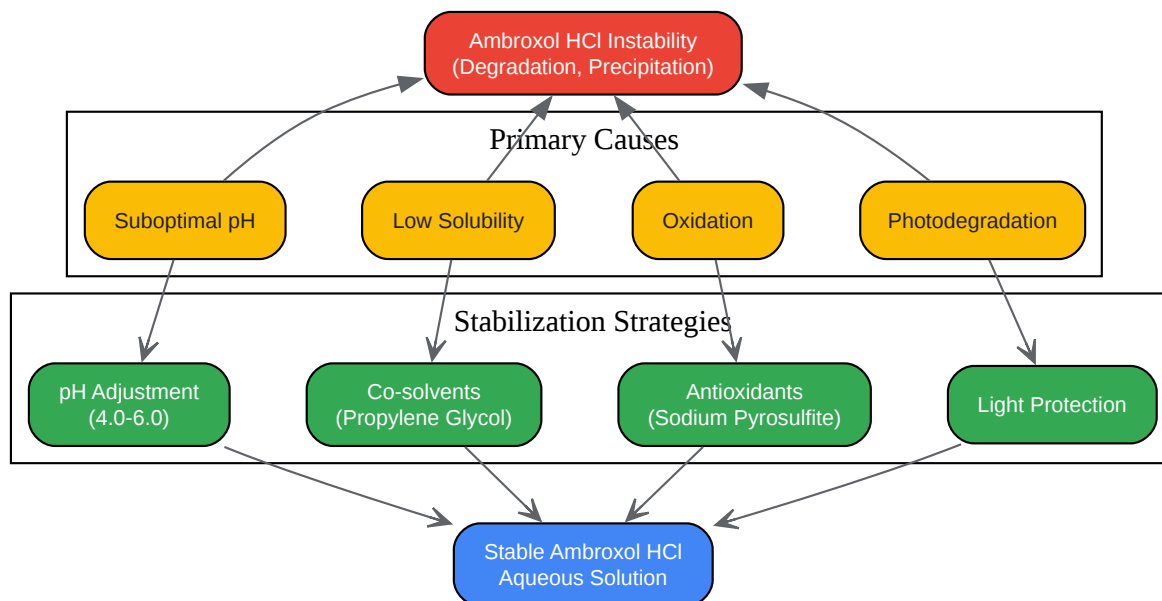 Ambroxol HCl Instability
(Degradation, Precipitation)
Primary Causes
Suboptimal pH
Low Solubility
Oxidation
Photodegradation
Stabilization Strategies
pH Adjustment
(4.0-6.0)
Co-solvents
(Propylene Glycol)
Antioxidants
(Sodium Pyrosulfite)
Light Protection
Stable Ambroxol HCl
Aqueous Solution